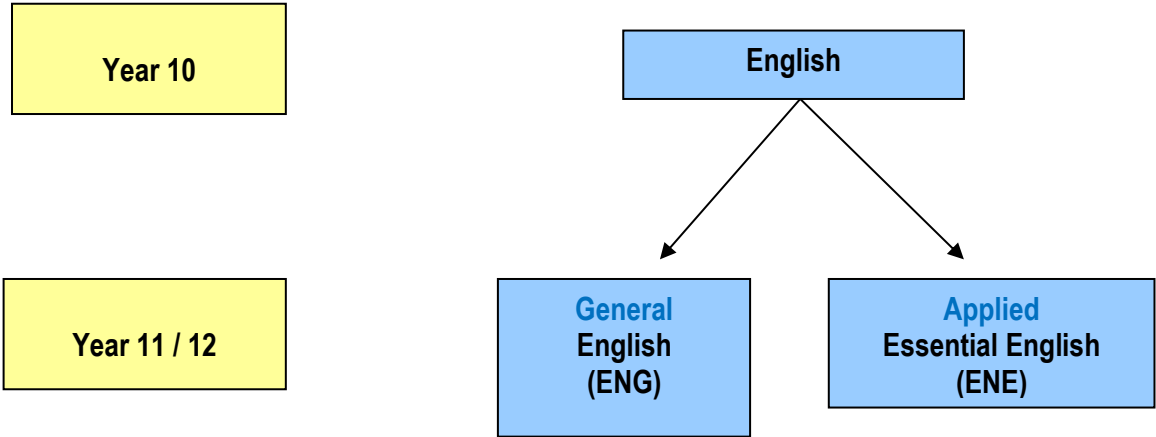 Year 10
English
Year 11 / 12
General
English
(ENG)
Applied
Essential English
(ENE)